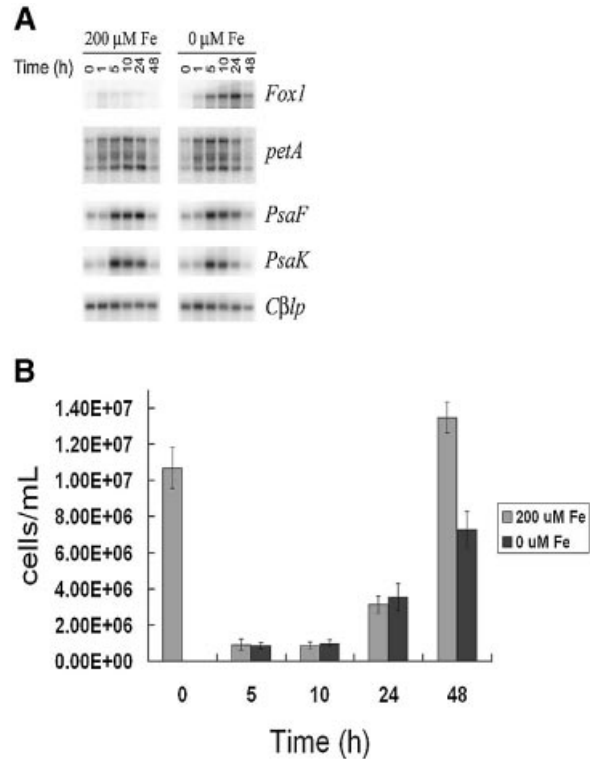 A
200 µM Fe 0 µM Fe
Time (h) 0 1 5 10 24 48 0 1 5 10 24 48
Fox1
petA
PsaF
PsaK
Cβlp
B
1.40E+07
1.20E+07
1.00E+07
8.00E+06
6.00E+06
4.00E+06
2.00E+06
0.00E+00
cells/mL
200 uM Fe
0 uM Fe
0 5 10 24 48
Time (h)